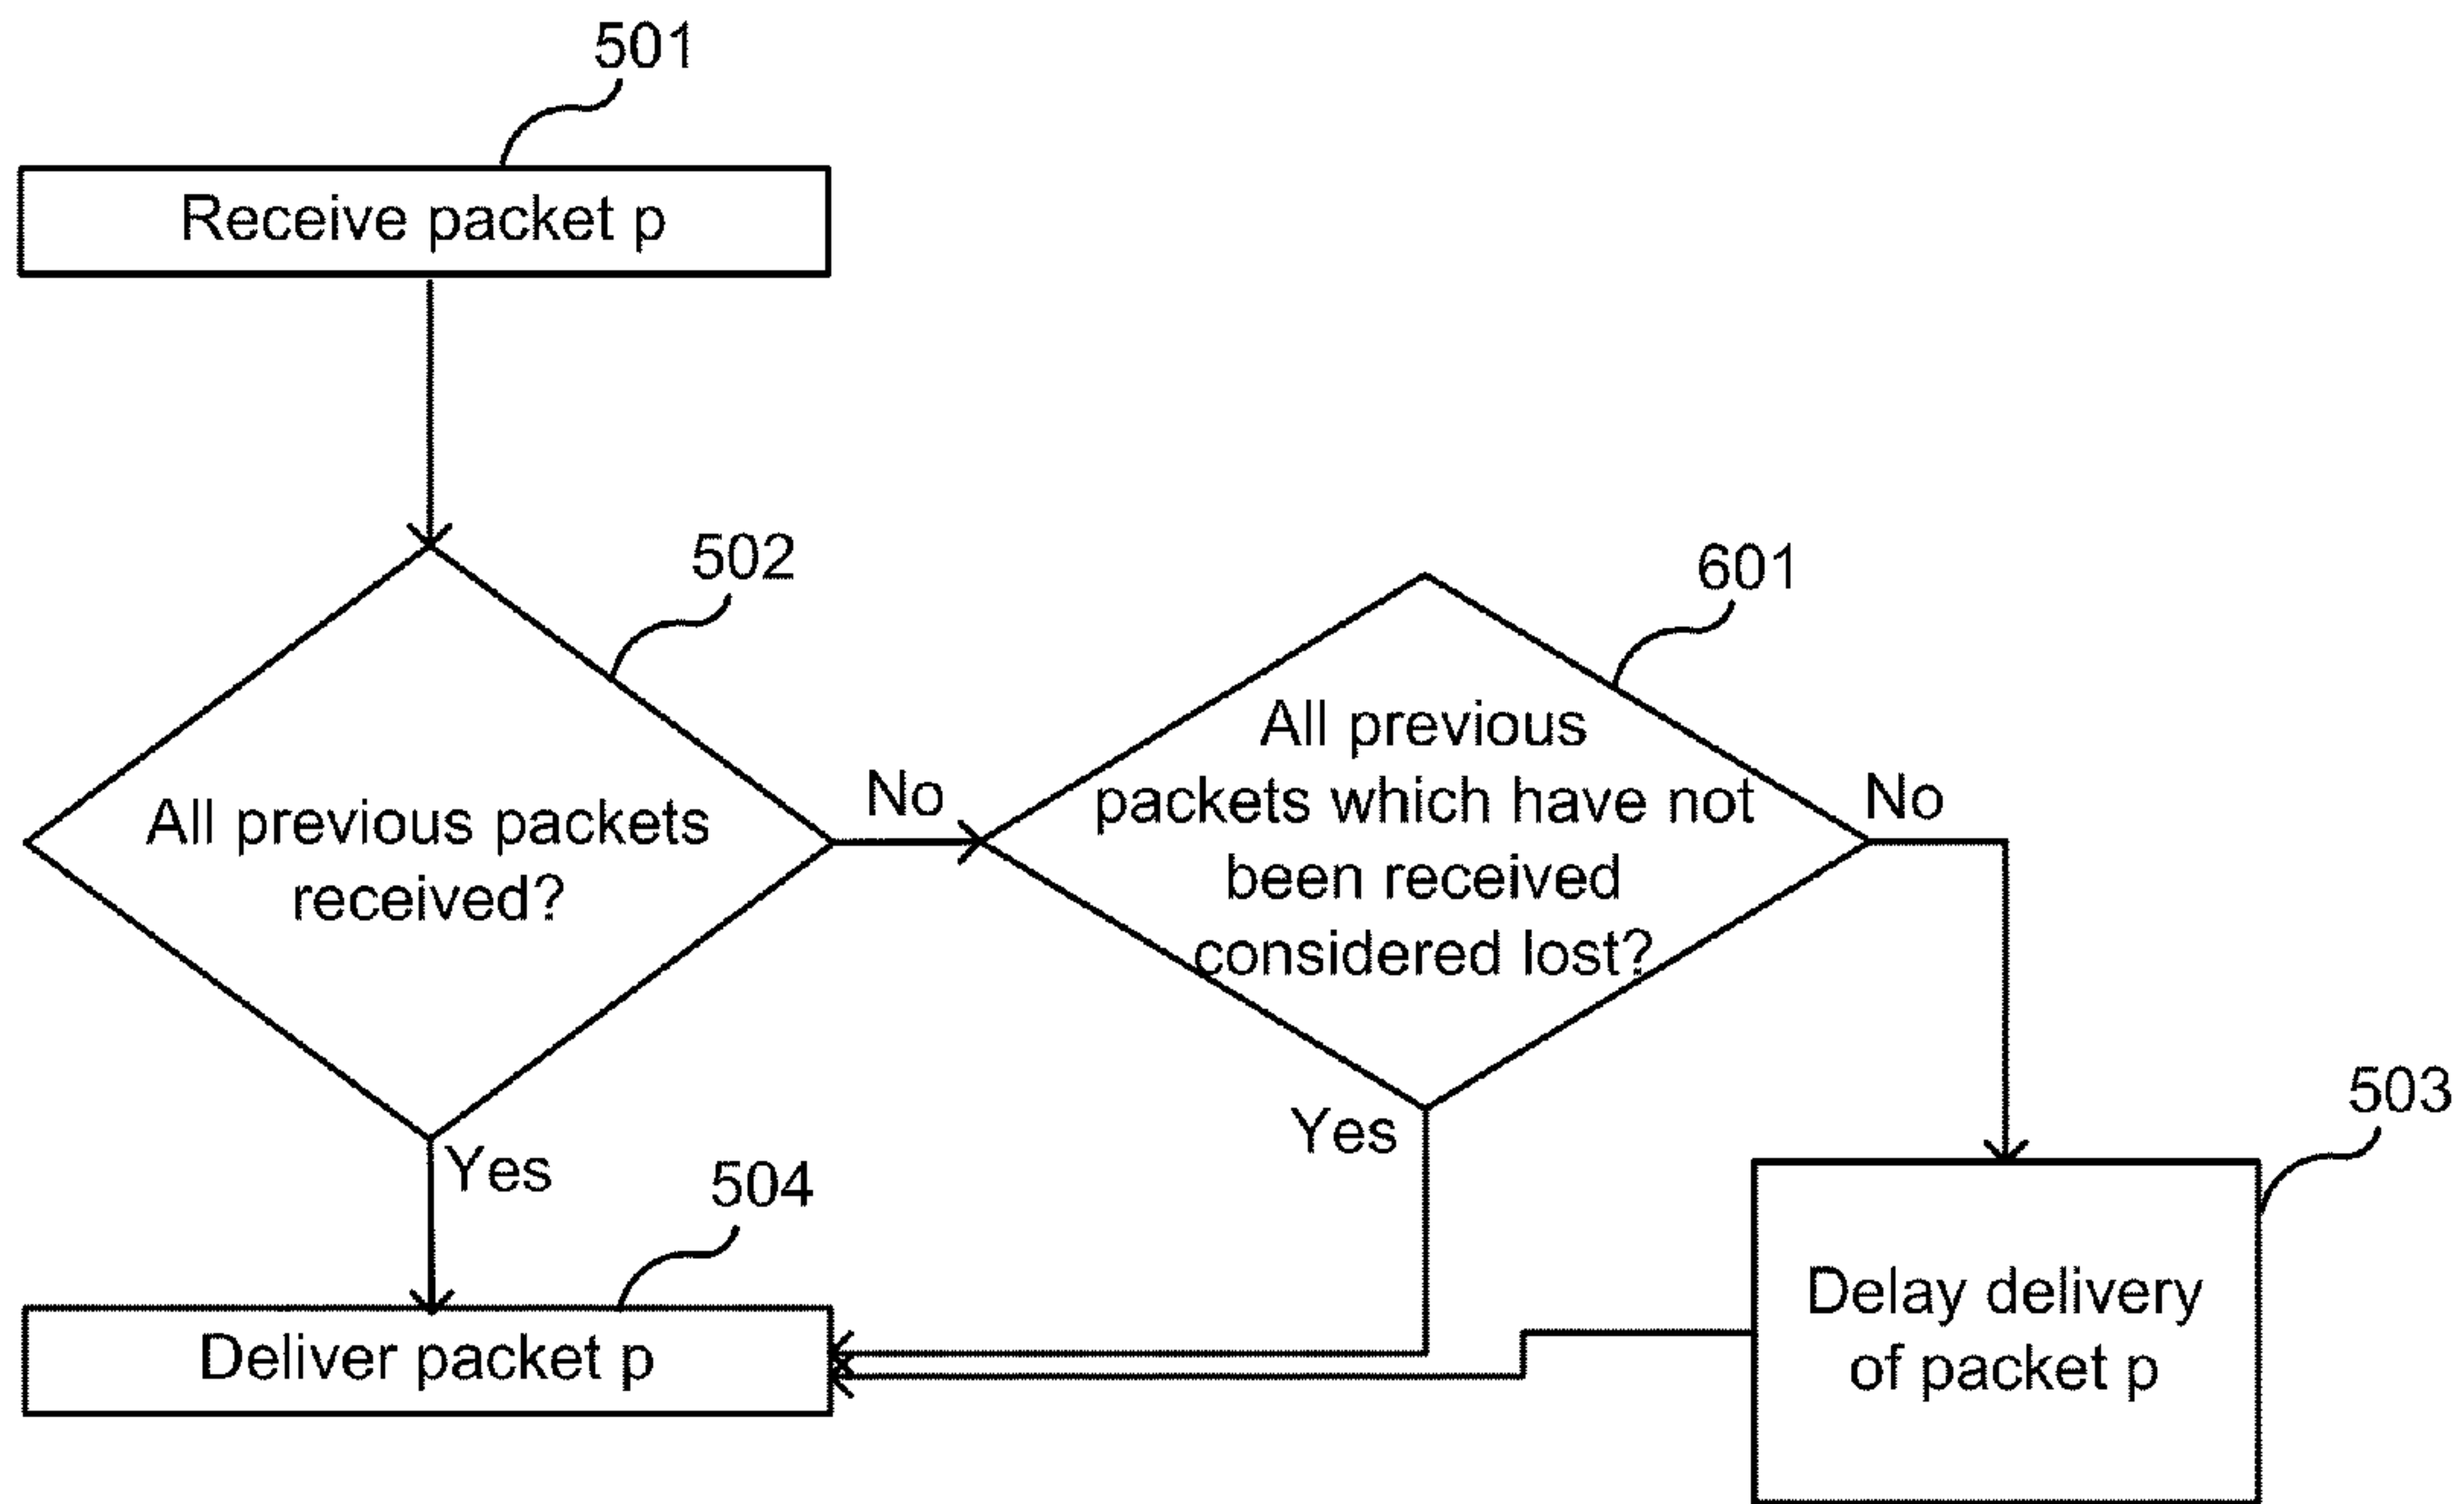 501
Receive packet p
502
All previous packets
received?
No
601
All previous
packets which have not
been received
considered lost?
No
Yes
Yes
503
504
Deliver packet p
Delay delivery
of packet p